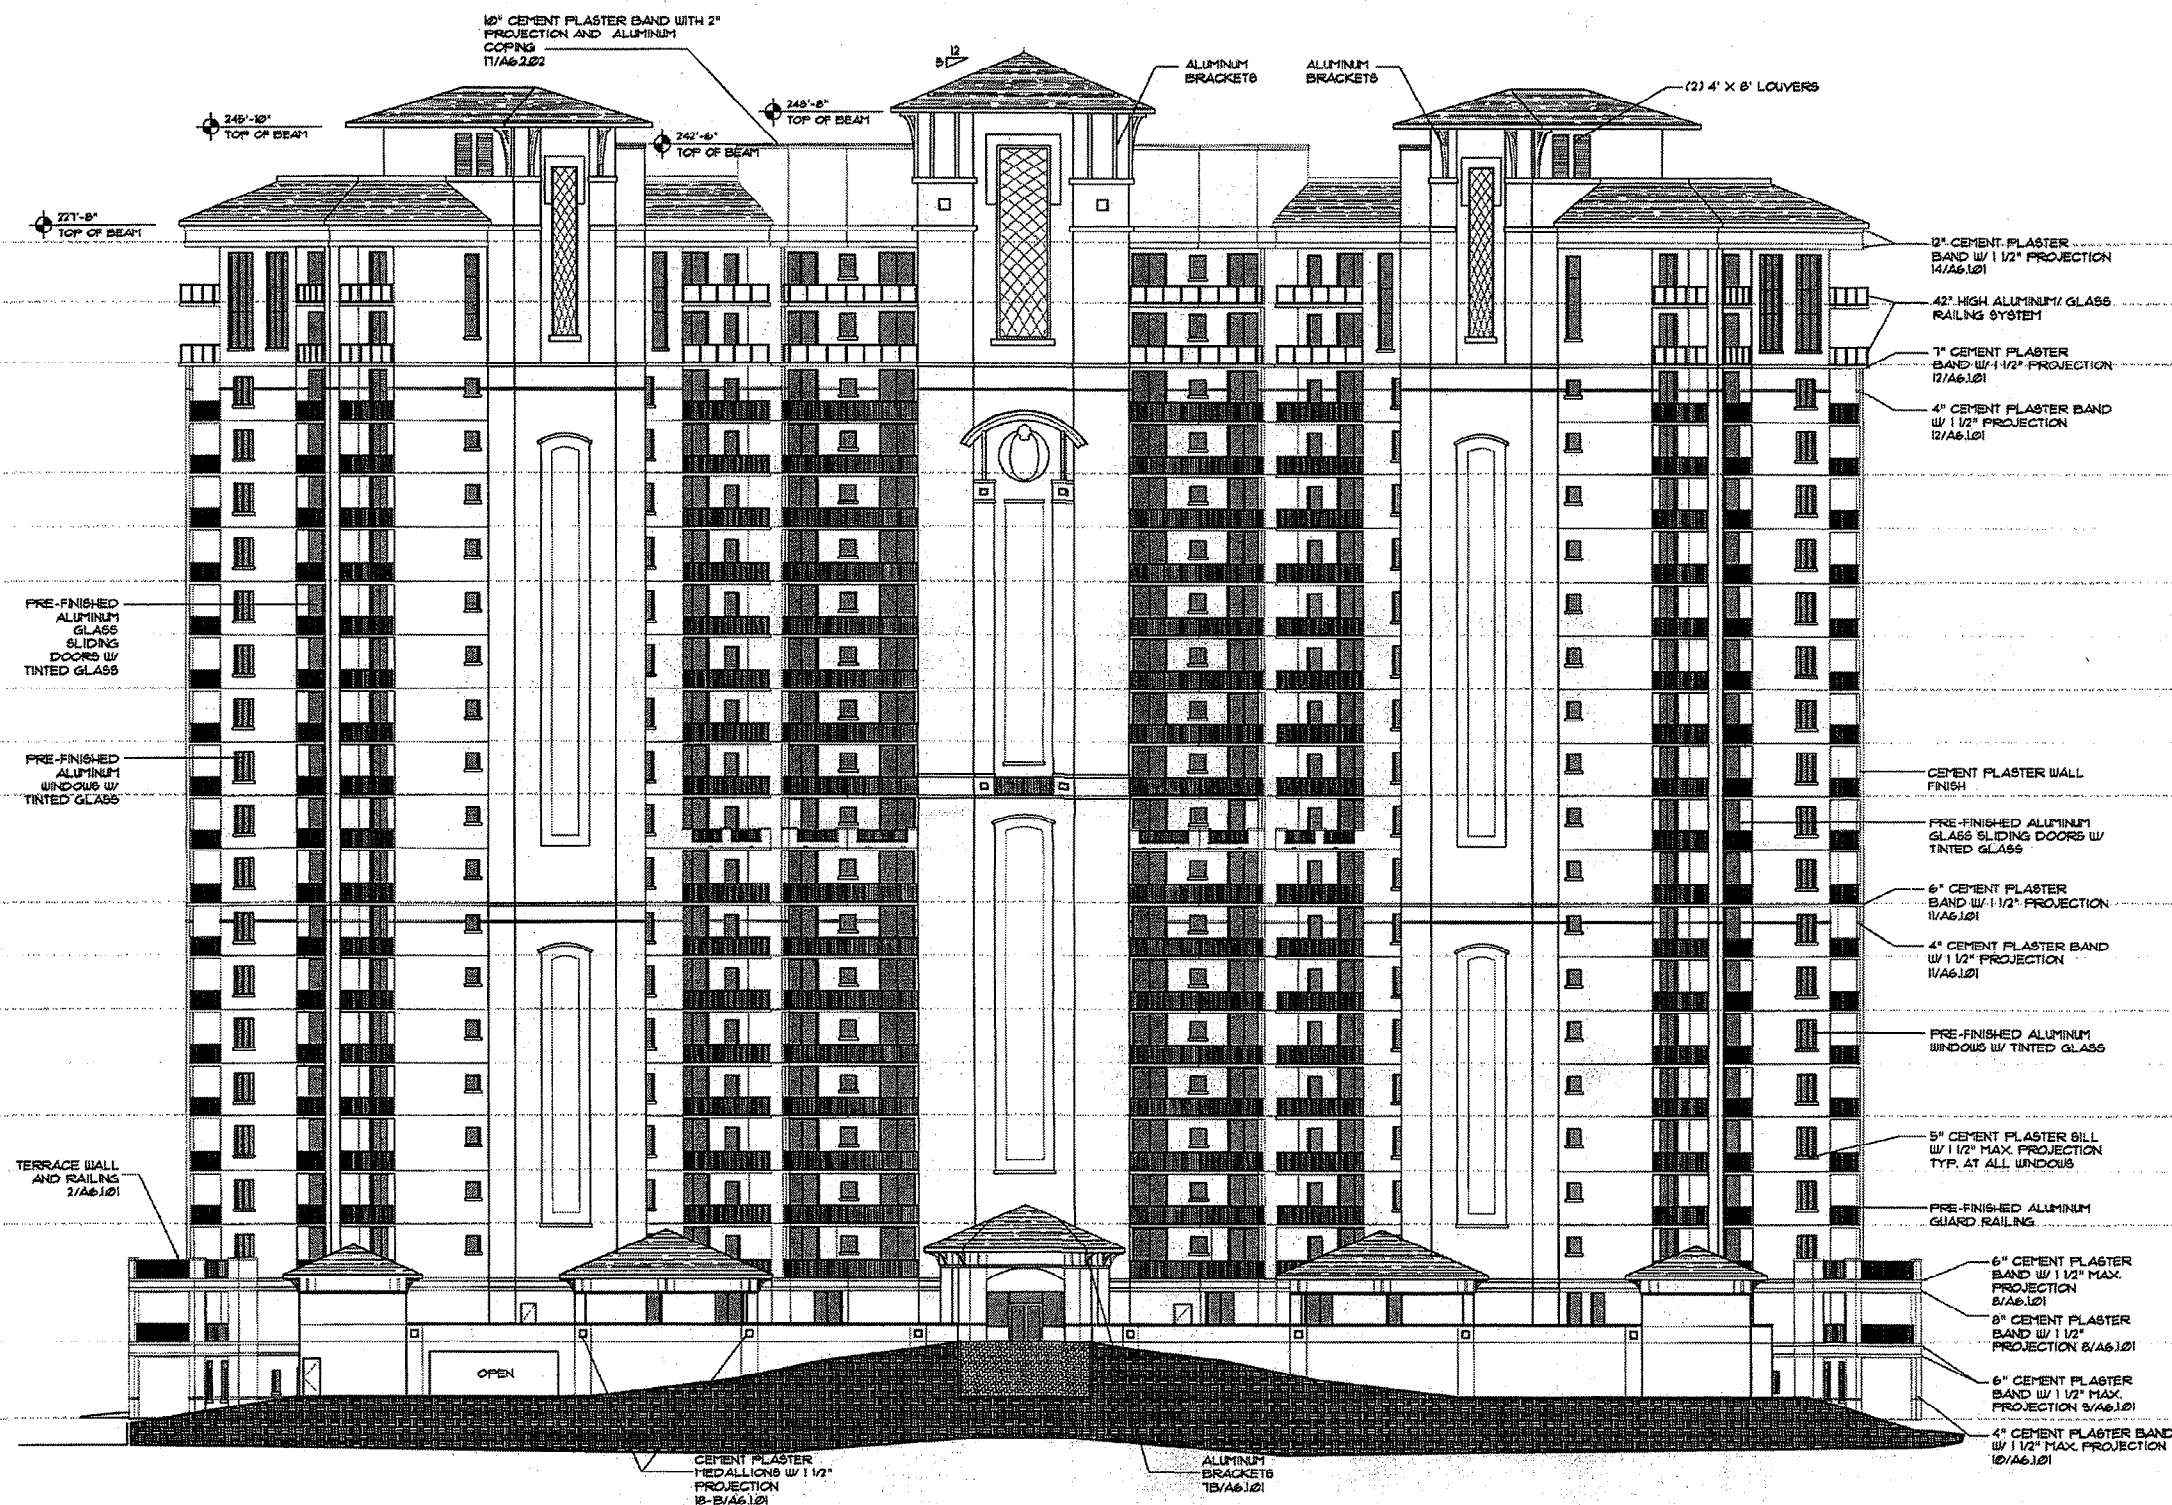 10" CEMENT PLASTER BAND WITH 2"
PROJECTION AND ALUMINUM
COPING
17/A6.2.02
12
8
ALUMINUM
BRACKETS
ALUMINUM
BRACKETS
(2) 4' X 8' LOUVERS
245'-10"
TOP OF BEAM
248'-8"
TOP OF BEAM
242'-6"
TOP OF BEAM
227'-8"
TOP OF BEAM
12" CEMENT PLASTER
BAND W/ 1 1/2" PROJECTION
14/A6.1.01
42" HIGH ALUMINUM/ GLASS
RAILING SYSTEM
7" CEMENT PLASTER
BAND W/ 1 1/2" PROJECTION
12/A6.1.01
4" CEMENT PLASTER BAND
W/ 1 1/2" PROJECTION
12/A6.1.01
PRE-FINISHED
ALUMINUM
GLASS
SLIDING
DOORS W/
TINTED GLASS
PRE-FINISHED
ALUMINUM
WINDOWS W/
TINTED GLASS
CEMENT PLASTER WALL
FINISH
PRE-FINISHED ALUMINUM
GLASS SLIDING DOORS W/
TINTED GLASS
6" CEMENT PLASTER
BAND W/ 1 1/2" PROJECTION
11/A6.1.01
4" CEMENT PLASTER BAND
W/ 1 1/2" PROJECTION
11/A6.1.01
PRE-FINISHED ALUMINUM
WINDOWS W/ TINTED GLASS
5" CEMENT PLASTER SILL
W/ 1 1/2" MAX. PROJECTION
TYP. AT ALL WINDOWS
TERRACE WALL
AND RAILING
2/A6.1.01
PRE-FINISHED ALUMINUM
GUARD RAILING
6" CEMENT PLASTER
BAND W/ 1 1/2" MAX.
PROJECTION
8/A6.1.01
8" CEMENT PLASTER
BAND W/ 1 1/2"
PROJECTION 8/A6.1.01
OPEN
6" CEMENT PLASTER
BAND W/ 1 1/2" MAX.
PROJECTION 9/A6.1.01
4" CEMENT PLASTER BAND
W/ 1 1/2" MAX. PROJECTION
10/A6.1.01
CEMENT PLASTER
MEDALLIONS W/ 1 1/2"
PROJECTION
18-B/A6.1.01
ALUMINUM
BRACKETS
7B/A6.1.01